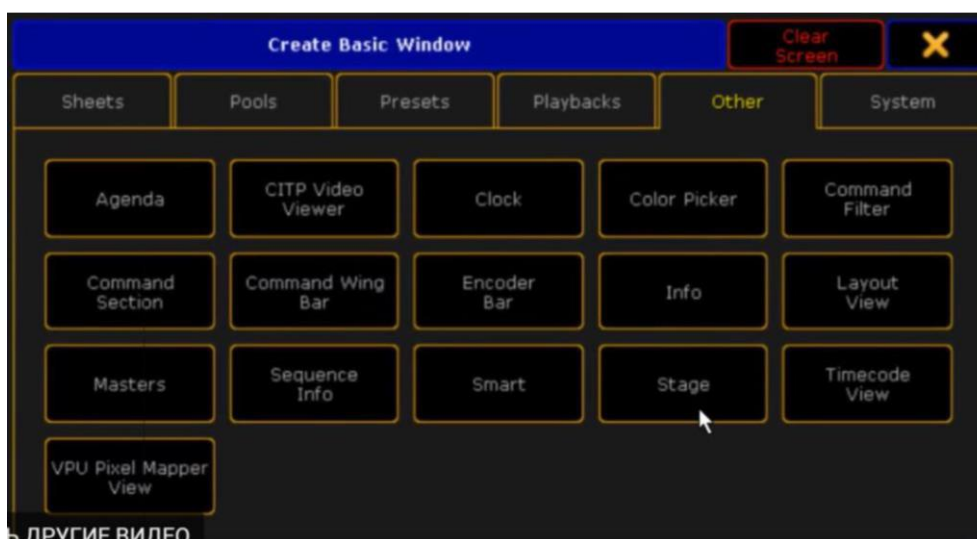 Create Basic Window
Clear
Screen
Sheets
Pools
Presets
Playbacks
Other
System
Agenda
CITP Video
Viewer
Clock
Color Picker
Command
Filter
Command
Section
Command Wing
Bar
Encoder
Bar
Info
Layout
View
Masters
Sequence
Info
Smart
Stage
Timecode
View
VPU Pixel Mapper
View
Ь ДРУГИЕ ВИДЕО